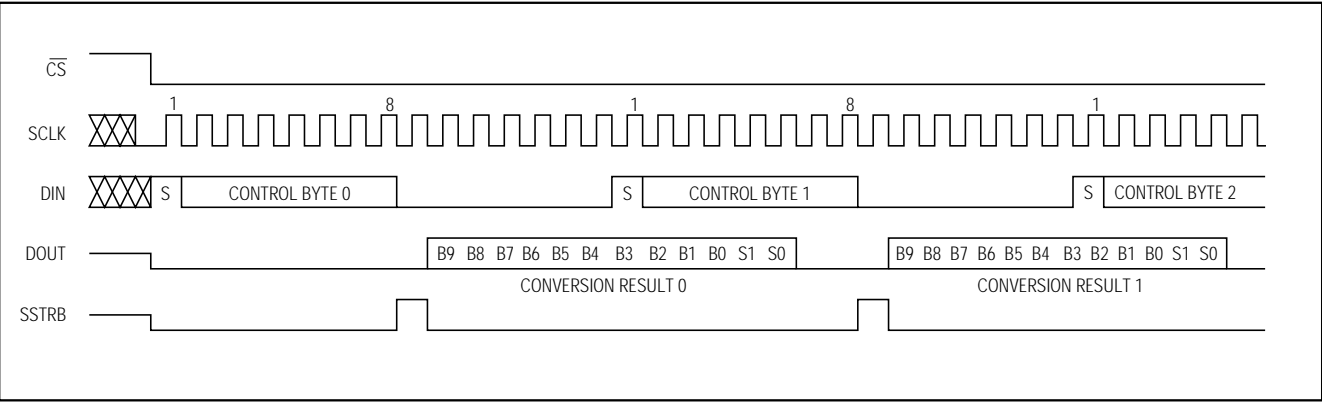 CS
1 8 1 8 1
SCLK
DIN S CONTROL BYTE 0 S CONTROL BYTE 1 S CONTROL BYTE 2
DOUT B9 B8 B7 B6 B5 B4 B3 B2 B1 B0 S1 S0 B9 B8 B7 B6 B5 B4 B3 B2 B1 B0 S1 S0
CONVERSION RESULT 0 CONVERSION RESULT 1
SSTRB